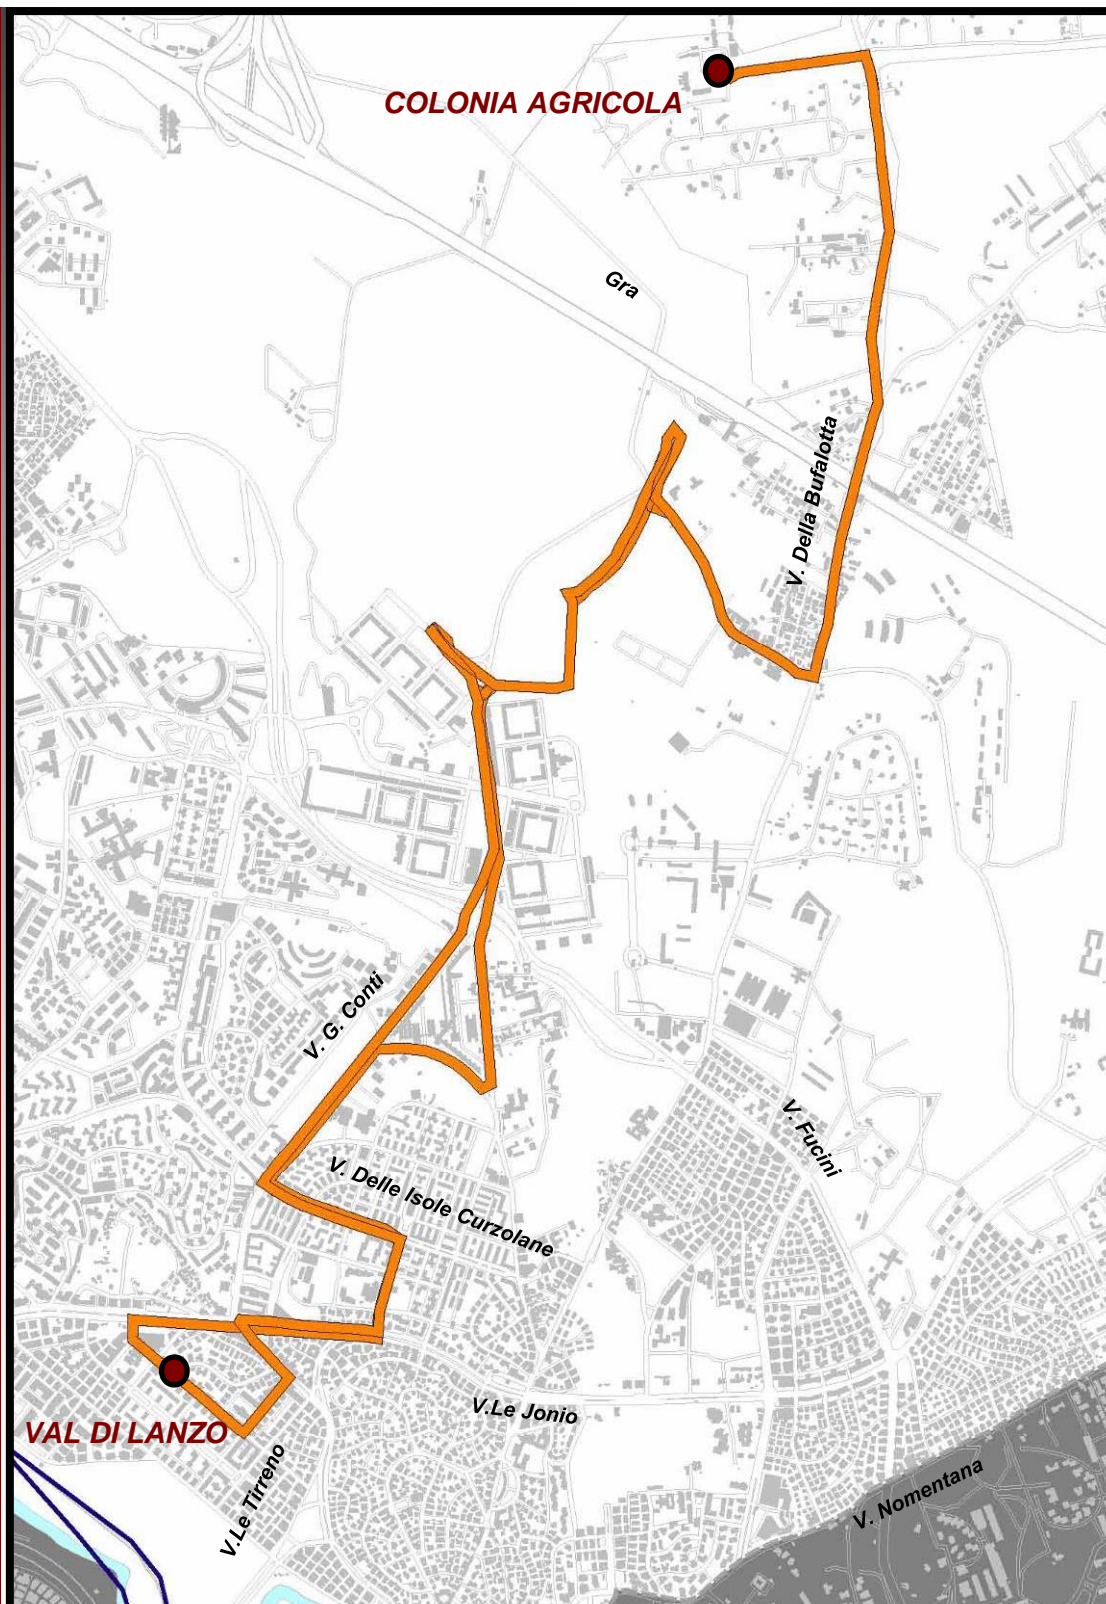 COLONIA AGRICOLA
Gra
V. Della Bufalotta
V. G. Conti
V. Fucini
V. Delle Isole Curzolane
V.Le Jonio
VAL DI LANZO
V.Le Tirreno
V. Nomentana